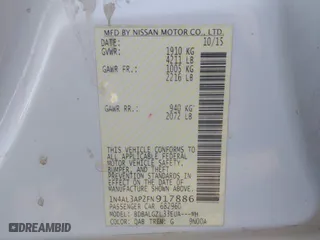 MFD BY NISSAN MOTOR CO., LTD.
10/15
GVWR: 1910 KG
4211 LB
GAWR FR: 1005 KG
2216 LB
GAWR RR: 940 KG
2072 LB
THIS VEHICLE CONFORMS TO ALL
APPLICABLE FEDERAL MOTOR
VEHICLE SAFETY, BUMPER, AND
THEFT PREVENTION STANDARDS
IN EFFECT ON THE DATE OF
MANUFACTURE SHOWN ABOVE.
1N4AL3AP2FN917886
PASSENGER CAR
COLOR: QAB TRIM: G
AutoBidMaster